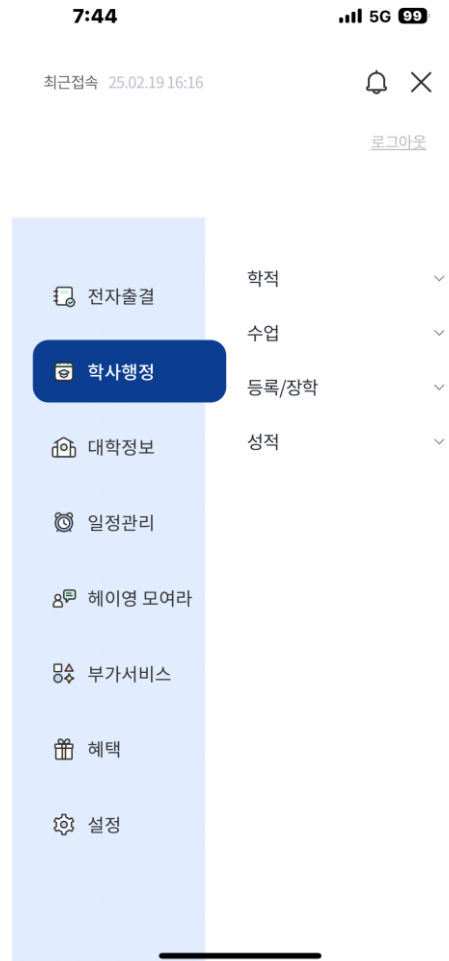 7:44
5G 99
최근접속 25.02.19 16:16
로그아웃
전자출결
학사행정
대학정보
일정관리
헤이영 모여라
부가서비스
혜택
설정
학적
수업
등록/장학
성적